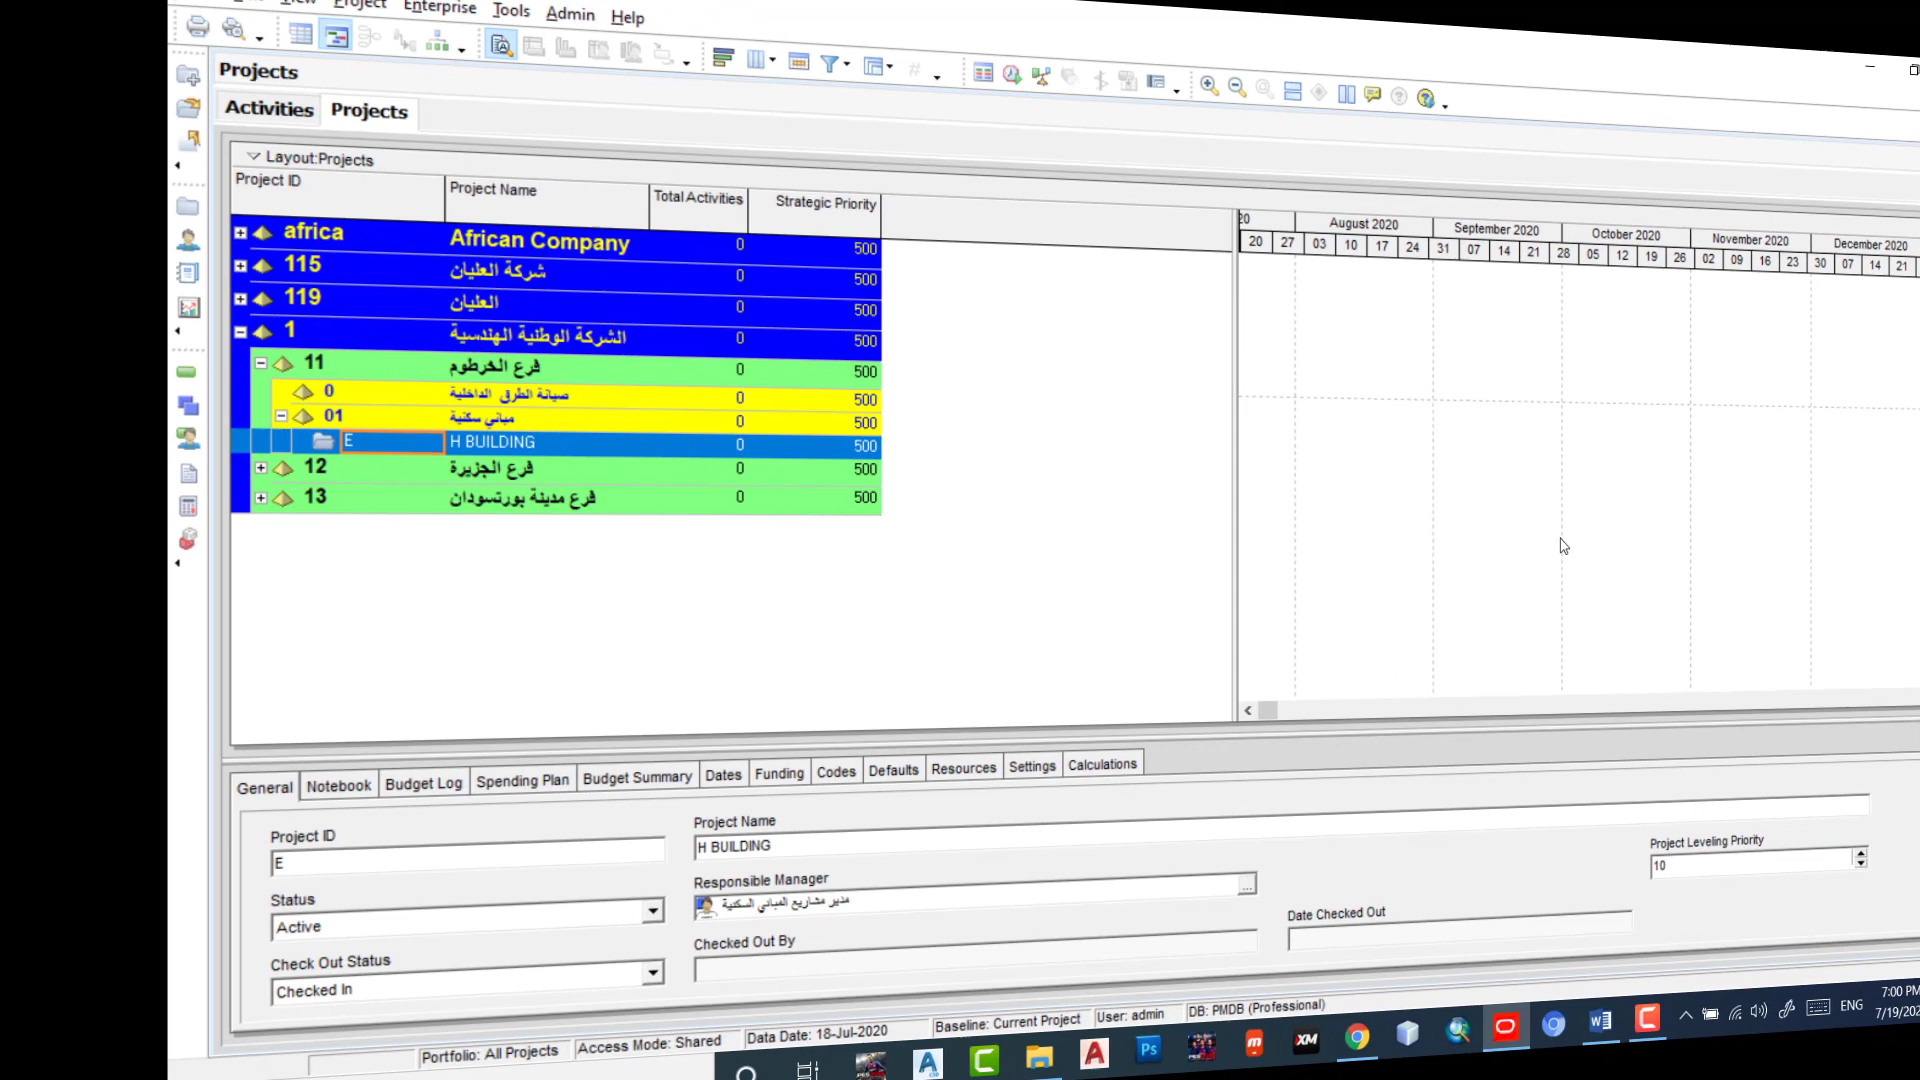 Project Enterprise Tools Admin Help
Projects
Activities Projects
Layout:Projects
Project ID Project Name Total Activities Strategic Priority
africa African Company 0 500
115 شركة العليان 0 500
119 العليان 0 500
1 الشركة الوطنية الهندسية 0 500
11 فرع الخرطوم 0 500
0 صيانة الطرق الداخلية 0 500
01 مباني سكنية 0 500
E H BUILDING 0 500
12 فرع الجزيرة 0 500
13 فرع مدينة بورتسودان 0 500
20 August 2020 September 2020 October 2020 November 2020 December 2020
20 27 03 10 17 24 31 07 14 21 28 05 12 19 26 02 09 16 23 30 07 14 21
General Notebook Budget Log Spending Plan Budget Summary Dates Funding Codes Defaults Resources Settings Calculations
Project ID
E
Project Name
H BUILDING
Project Leveling Priority
10
Status
Active
Responsible Manager
مدير مشاريع المباني السكنية
...
Check Out Status
Checked In
Checked Out By
Date Checked Out
Portfolio: All Projects Access Mode: Shared Data Date: 18-Jul-2020 Baseline: Current Project User: admin DB: PMDB (Professional)
Ps XM ENG
7:00 PM